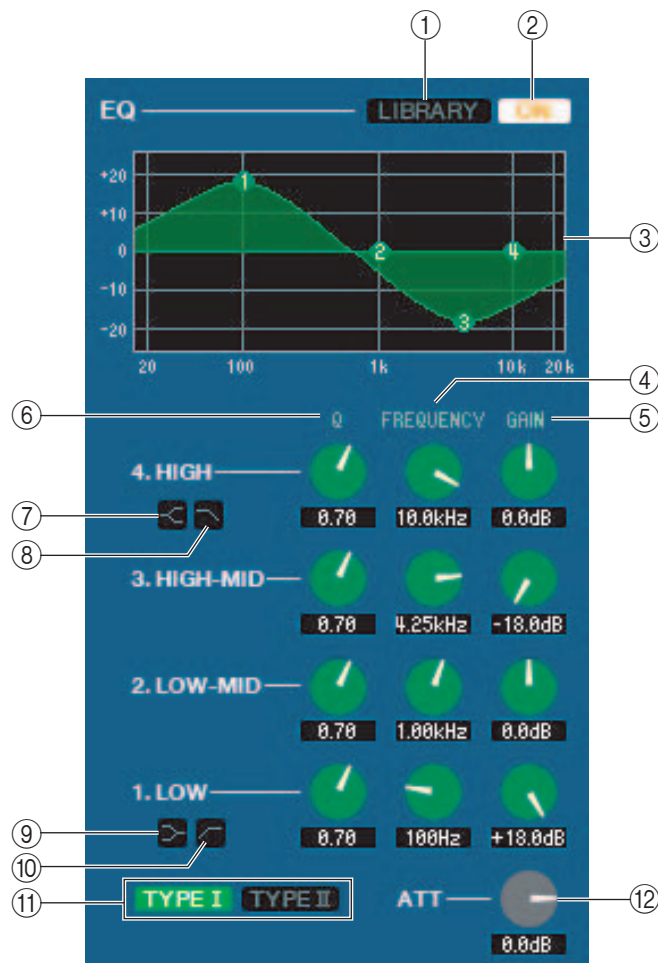 ① ②
EQ LIBRARY ON
+20
+10
0
-10
-20
1 2 4 3
③
20 100 1k 10k 20k
④
⑥ Q FREQUENCY GAIN ⑤
4. HIGH
⑦ 0.70 10.0kHz 0.0dB
⑧
3. HIGH-MID
0.70 4.25kHz -18.0dB
2. LOW-MID
0.70 1.00kHz 0.0dB
1. LOW
⑨ 0.70 100Hz +18.0dB
⑩
⑪ TYPE I TYPE II ATT ⑫
0.0dB